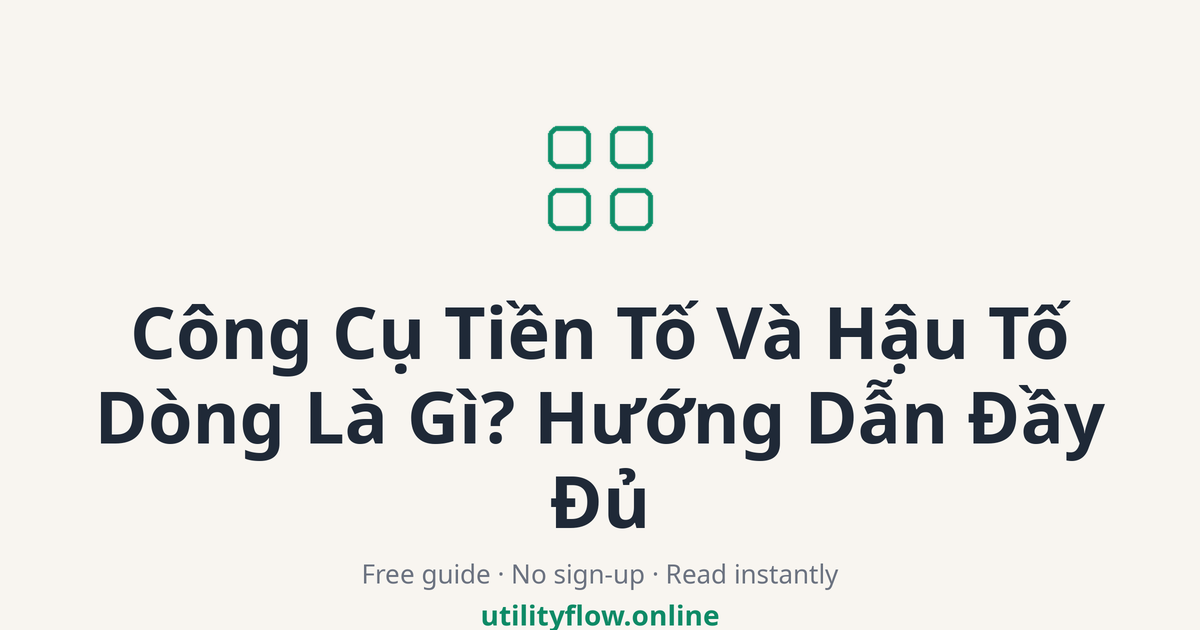 Công Cụ Tiền Tố Và Hậu Tố
Dòng Là Gì? Hướng Dẫn Đầy
Đủ
Free guide · No sign-up · Read instantly
utilityflow.online